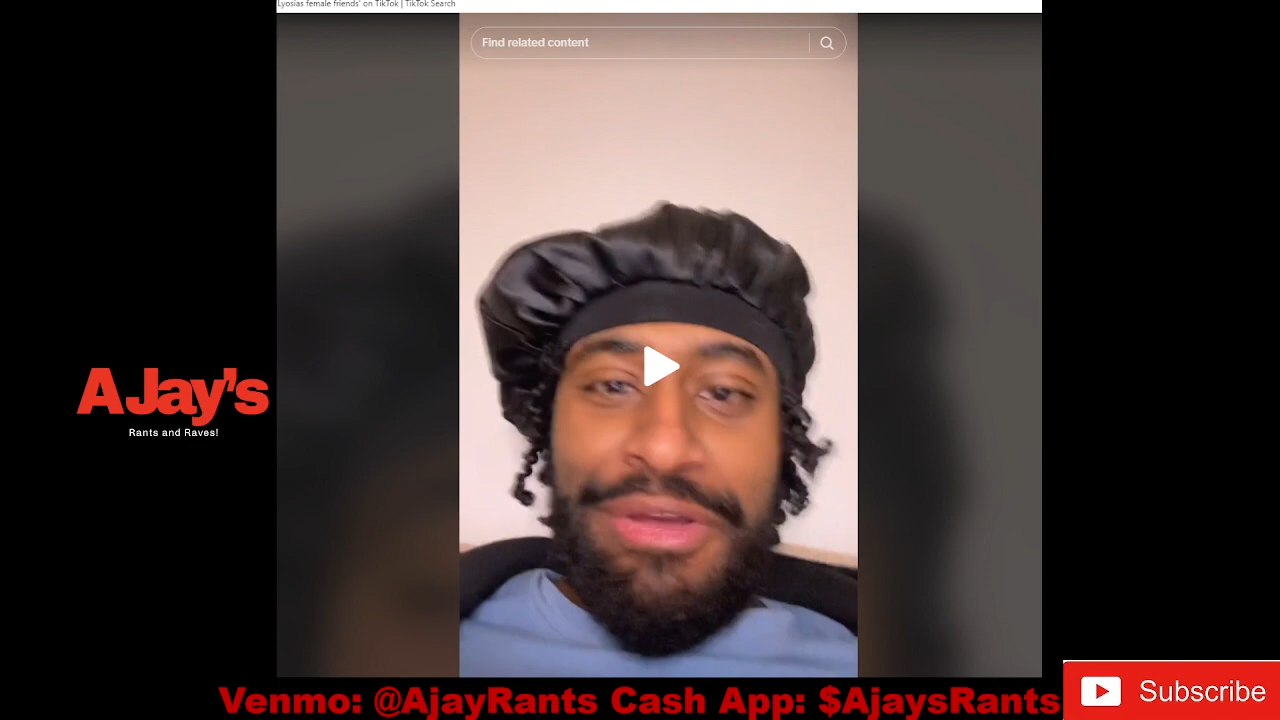 Lyosias female friends' on TikTok | TikTok Search
Find related content
AJay's
Rants and Raves!
Venmo: @AjayRants Cash App: $AjaysRants
Subscribe